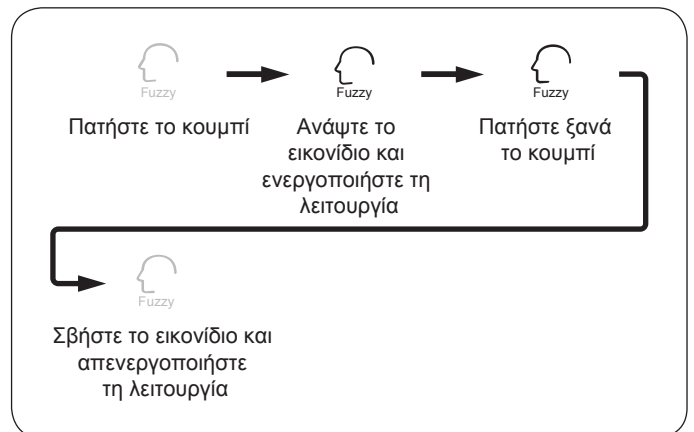 Fuzzy
Fuzzy
Fuzzy
Πατήστε το κουμπί
Ανάψτε το
εικονίδιο και
ενεργοποιήστε τη
λειτουργία
Πατήστε ξανά
το κουμπί
Fuzzy
Σβήστε το εικονίδιο και
απενεργοποιήστε
τη λειτουργία